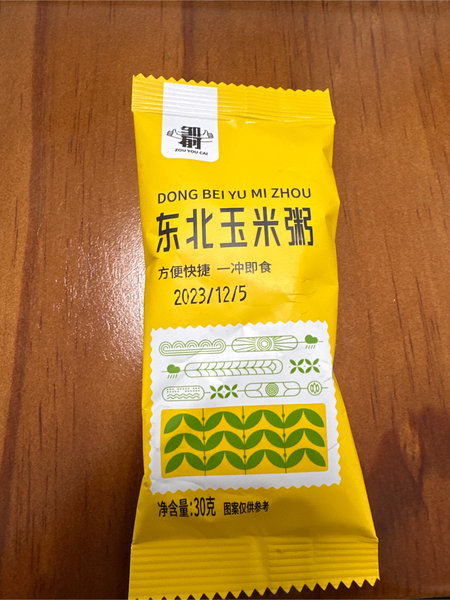 ZOU YOU CAI
DONG BEI YU MI ZHOU
东北玉米粥
方便快捷 一冲即食
2023/12/5
净含量:30克 图案仅供参考